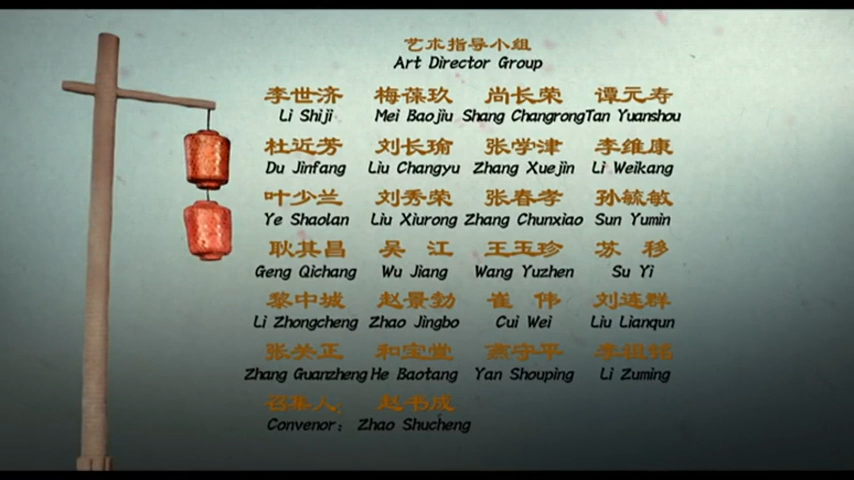 艺术指导小组
Art Director Group
李世济 梅葆玖 尚长荣 谭元寿
Li Shiji Mei Baojiu Shang Changrong Tan Yuanshou
杜近芳 刘长瑜 张学津 李维康
Du Jinfang Liu Changyu Zhang Xuejin Li Weikang
叶少兰 刘秀荣 张春孝 孙毓敏
Ye Shaolan Liu Xiurong Zhang Chunxiao Sun Yumin
耿其昌 吴江 王玉珍 苏移
Geng Qichang Wu Jiang Wang Yuzhen Su Yi
黎中城 赵景勃 崔伟 刘连群
Li Zhongcheng Zhao Jingbo Cui Wei Liu Lianqun
张关正 和宝堂 燕守平 李祖铭
Zhang Guanzheng He Baotang Yan Shouping Li Zuming
召集人: 赵书成
Convenor: Zhao Shucheng